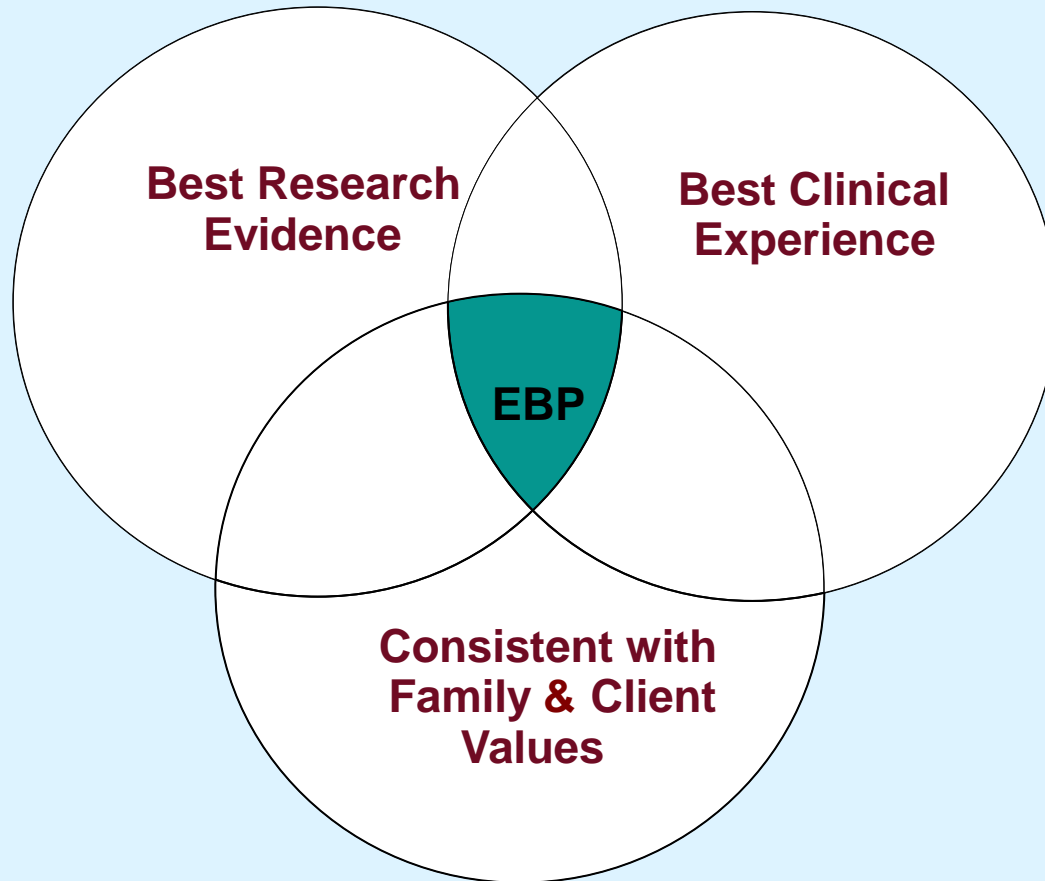 Best Research
Evidence
Best Clinical
Experience
EBP
Consistent with
Family & Client
Values